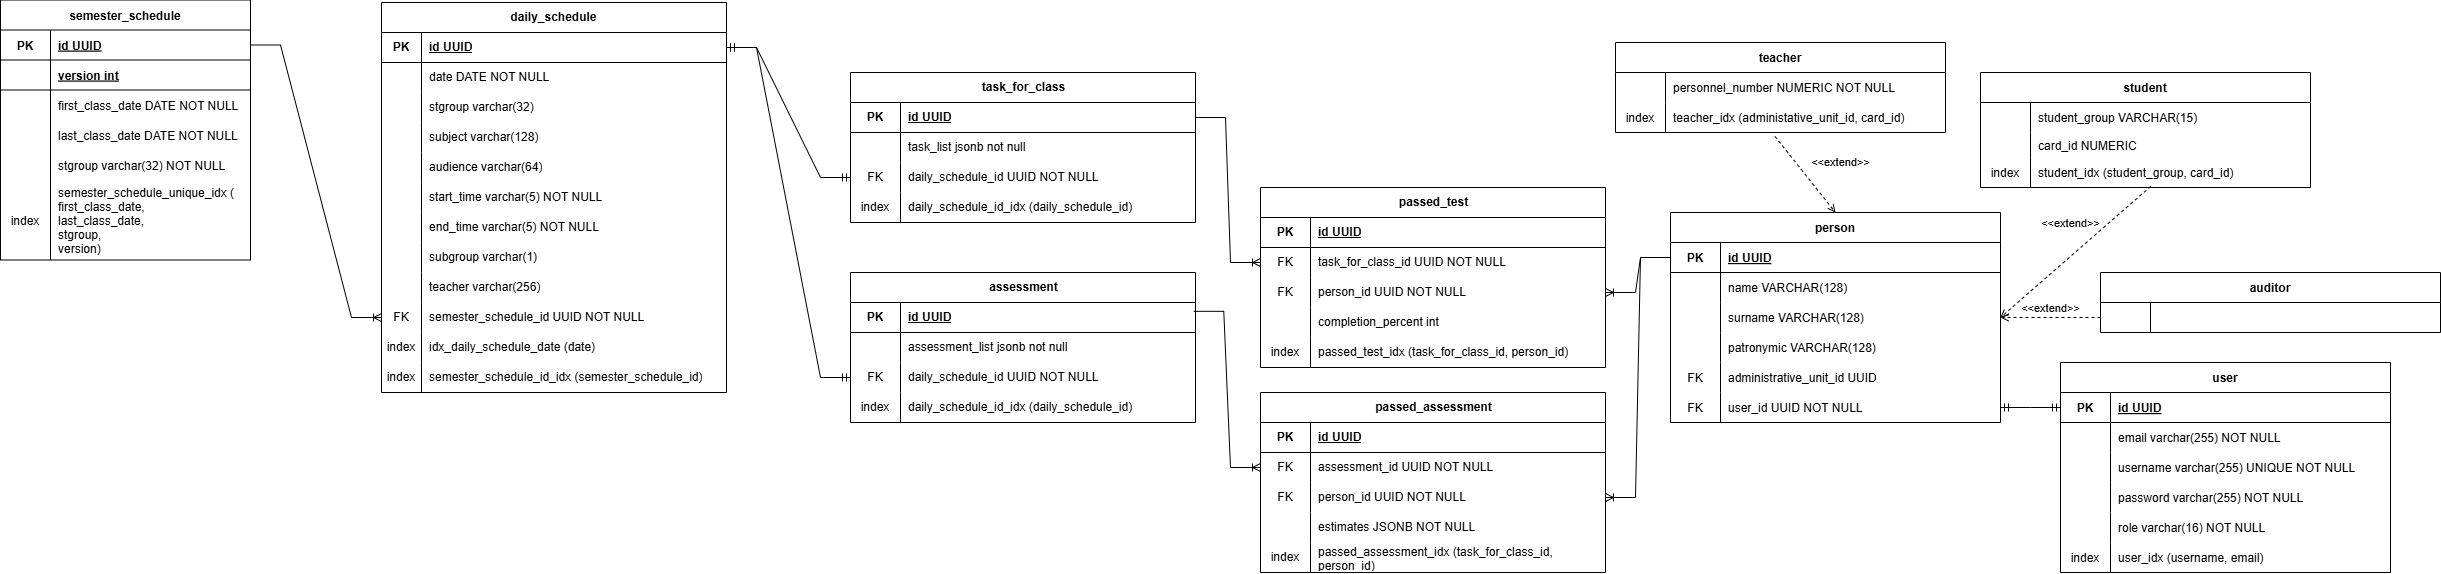 semester_schedule
PK id UUID
version int
first_class_date DATE NOT NULL
last_class_date DATE NOT NULL
stgroup varchar(32) NOT NULL
index semester_schedule_unique_idx (
first_class_date,
last_class_date,
stgroup,
version)
daily_schedule
PK id UUID
date DATE NOT NULL
stgroup varchar(32)
subject varchar(128)
audience varchar(64)
start_time varchar(5) NOT NULL
end_time varchar(5) NOT NULL
subgroup varchar(1)
teacher varchar(256)
FK semester_schedule_id UUID NOT NULL
index idx_daily_schedule_date (date)
index semester_schedule_id_idx (semester_schedule_id)
task_for_class
PK id UUID
task_list jsonb not null
FK daily_schedule_id UUID NOT NULL
index daily_schedule_id_idx (daily_schedule_id)
assessment
PK id UUID
assessment_list jsonb not null
FK daily_schedule_id UUID NOT NULL
index daily_schedule_id_idx (daily_schedule_id)
passed_test
PK id UUID
FK task_for_class_id UUID NOT NULL
FK person_id UUID NOT NULL
completion_percent int
index passed_test_idx (task_for_class_id, person_id)
passed_assessment
PK id UUID
FK assessment_id UUID NOT NULL
FK person_id UUID NOT NULL
estimates JSONB NOT NULL
index passed_assessment_idx (task_for_class_id,
person_id)
teacher
personnel_number NUMERIC NOT NULL
index teacher_idx (administative_unit_id, card_id)
<<extend>>
student
student_group VARCHAR(15)
card_id NUMERIC
index student_idx (student_group, card_id)
<<extend>>
person
PK id UUID
name VARCHAR(128)
surname VARCHAR(128)
patronymic VARCHAR(128)
FK administrative_unit_id UUID
FK user_id UUID NOT NULL
auditor
<<extend>>
user
PK id UUID
email varchar(255) NOT NULL
username varchar(255) UNIQUE NOT NULL
password varchar(255) NOT NULL
role varchar(16) NOT NULL
index user_idx (username, email)